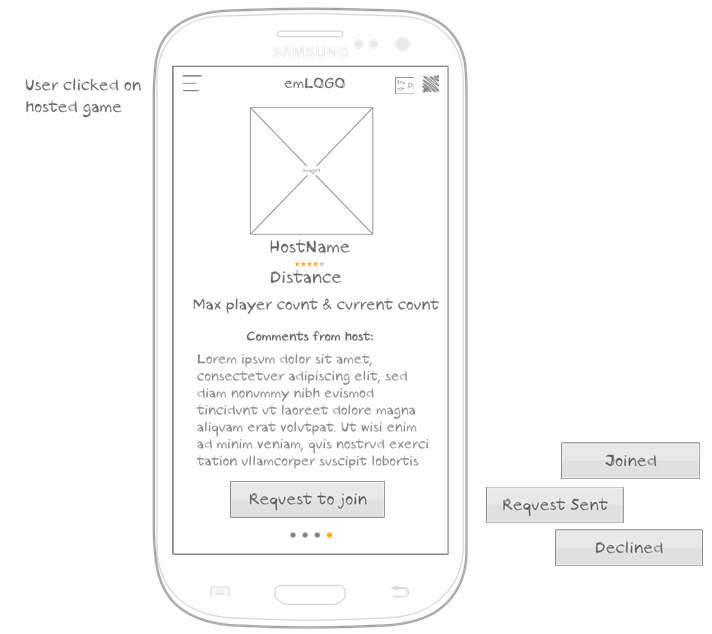 SAMSUNG
User clicked on
hosted game
emLOGO
HostName
Distance
Max player count & current count
Comments from host:
Lorem ipsum dolor sit amet,
consectetuer adipiscing elit, sed
diam nonummy nibh euismod
tincidunt ut laoreet dolore magna
aliquam erat volutpat. Ut wisi enim
ad minim veniam, quis nostrud exerci
tation ullamcorper suscipit lobortis
Request to join
Joined
Request Sent
Declined